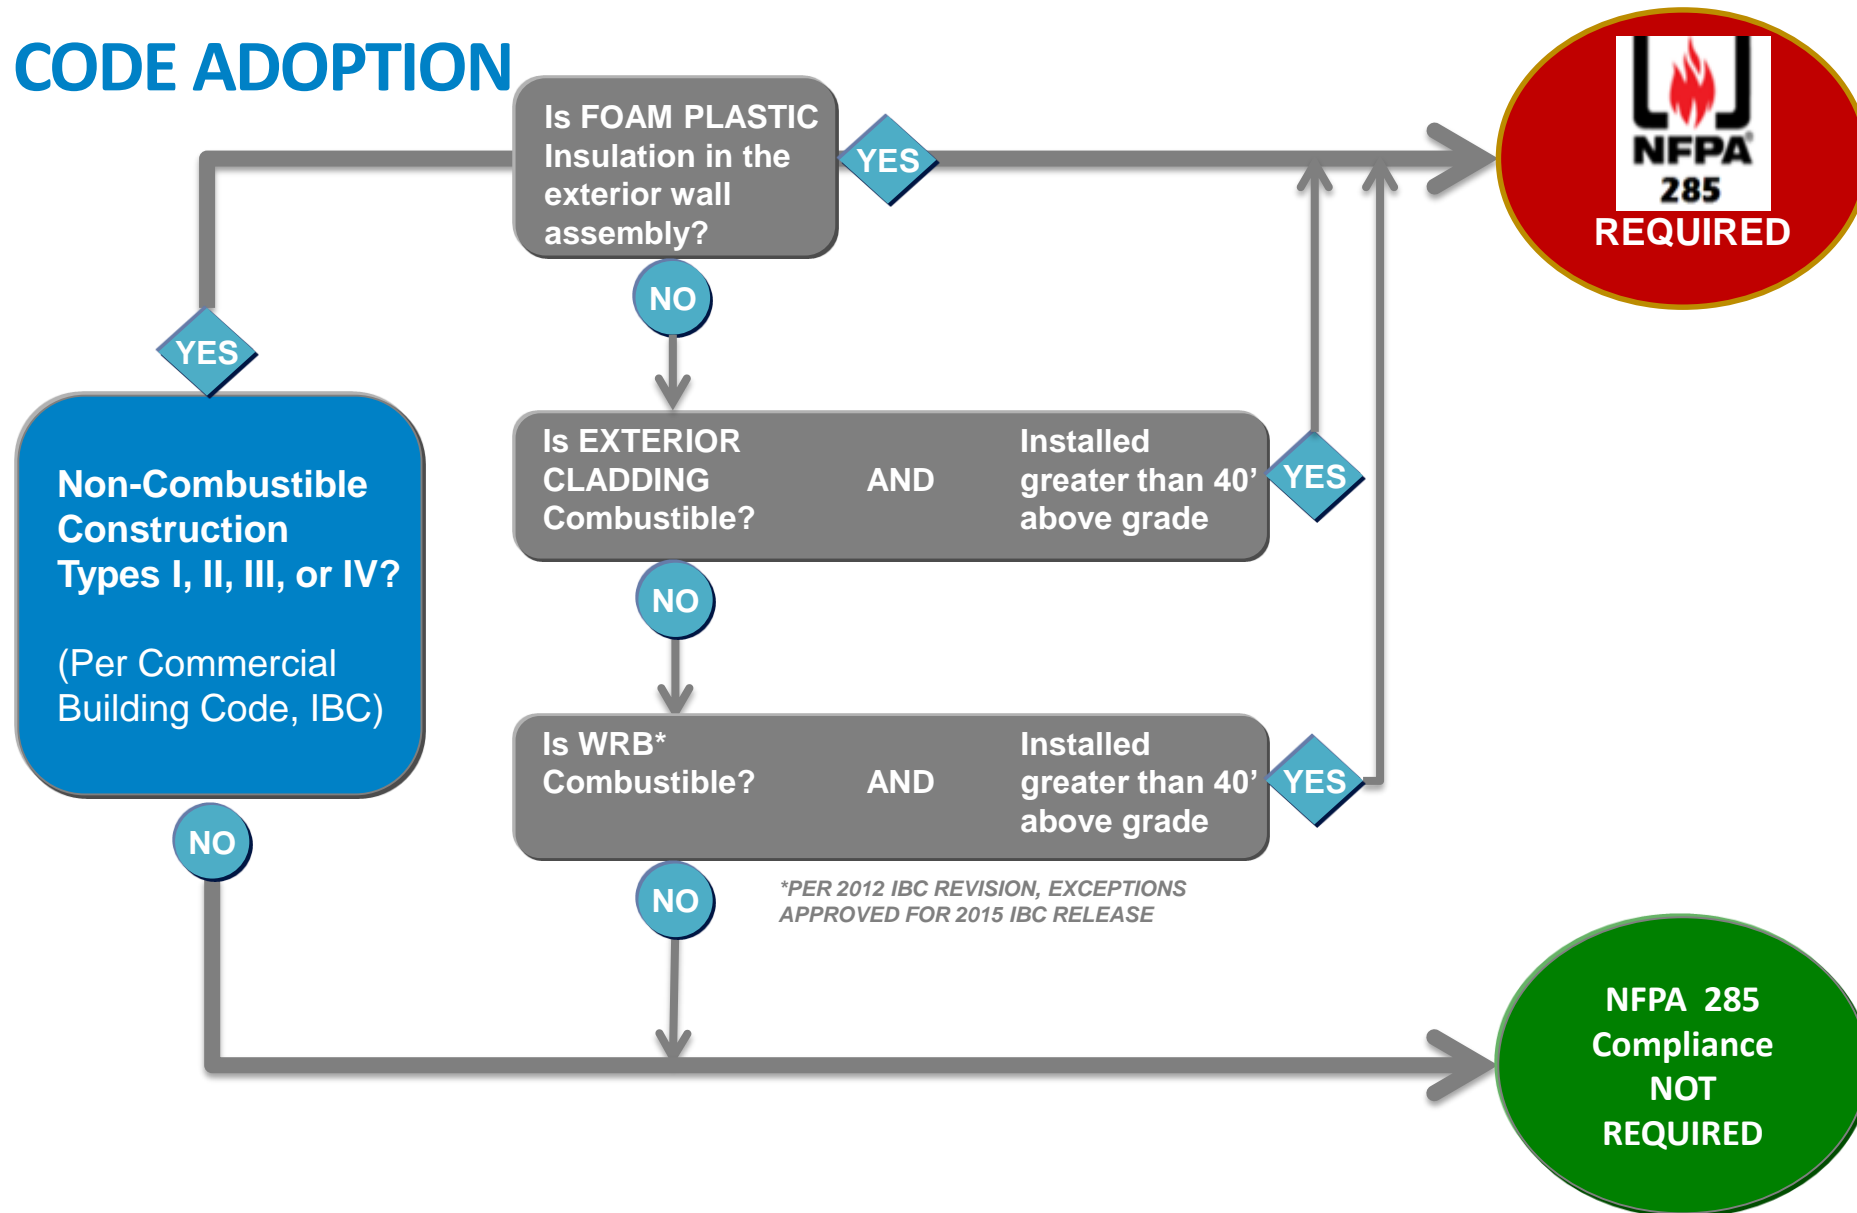 CODE ADOPTION
Is FOAM PLASTIC
Insulation in the
exterior wall
assembly?
YES
NFPA®
285
REQUIRED
NO
YES
Non-Combustible
Construction
Types I, II, III, or IV?
(Per Commercial
Building Code, IBC)
NO
Is EXTERIOR
CLADDING
Combustible?
AND
Installed
greater than 40’
above grade
YES
NO
Is WRB*
Combustible?
AND
Installed
greater than 40’
above grade
YES
NO
*PER 2012 IBC REVISION, EXCEPTIONS
APPROVED FOR 2015 IBC RELEASE
NFPA 285
Compliance
NOT
REQUIRED